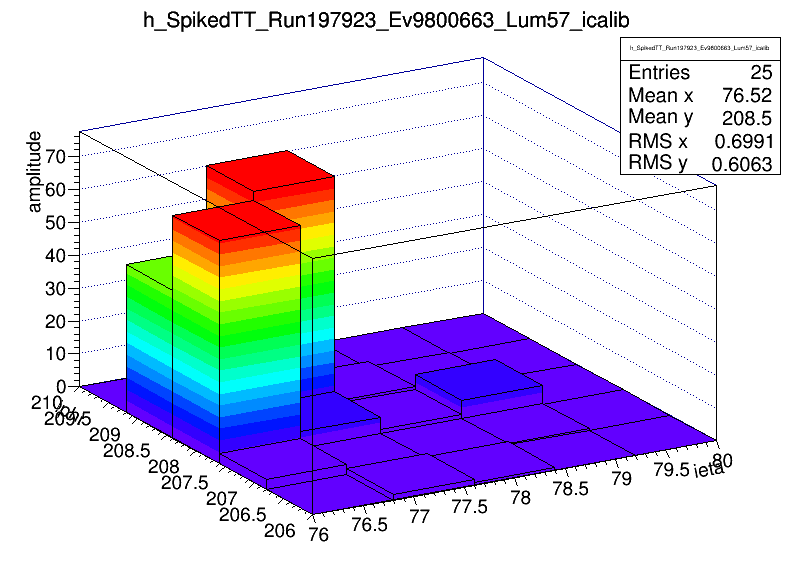 h_SpikedTT_Run197923_Ev9800663_Lum57_icalib
h_SpikedTT_Run197923_Ev9800663_Lum57_icalib
Entries 25
Mean x 76.52
Mean y 208.5
RMS x 0.6991
RMS y 0.6063
amplitude
70
60
50
40
30
20
10
0
210
209.5
209
208.5
208
207.5
207
206.5
206
76
76.5
77
77.5
78
78.5
79
79.5
80
ieta